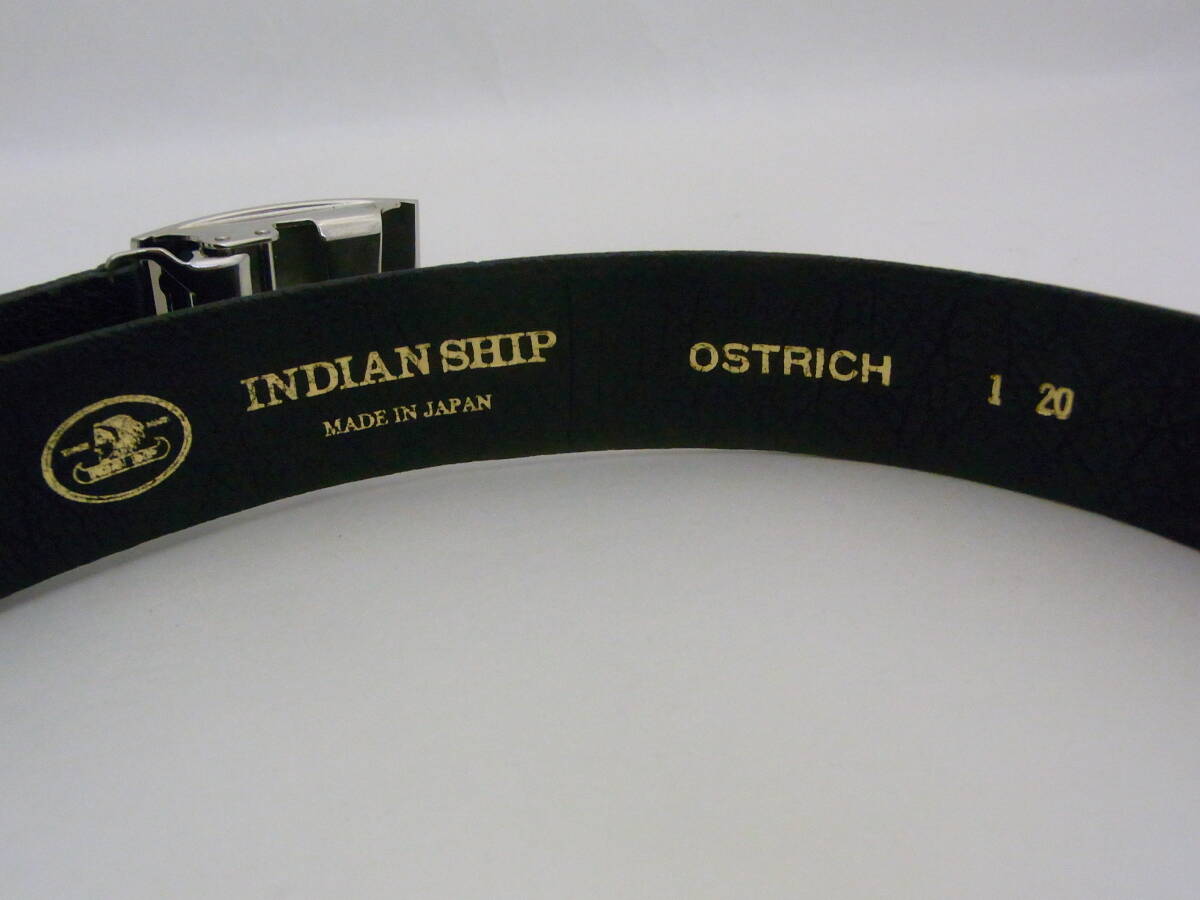 INDIAN SHIP
MADE IN JAPAN
OSTRICH
1 20